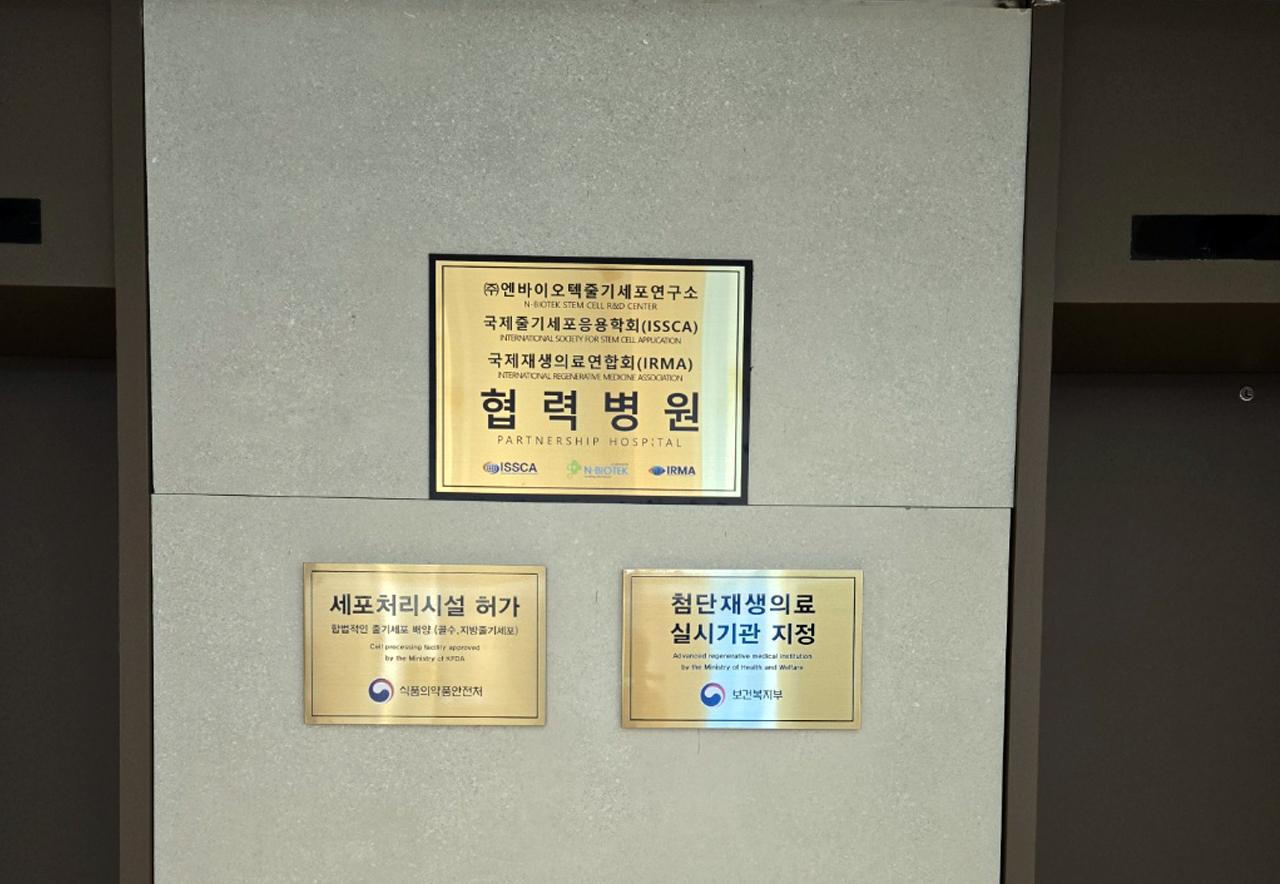 ㈜엔바이오텍줄기세포연구소
N-BIOTEK STEM CELL R&D CENTER
국제줄기세포응용학회(ISSCA)
INTERNATIONAL SOCIETY FOR STEM CELL APPLICATION
국제재생의료연합회(IRMA)
INTERNATIONAL REGENERATIVE MEDICINE ASSOCIATION
협력병원
PARTNERSHIP HOSPITAL
ISSCA N-BIOTEK IRMA
세포처리시설 허가
합법적인 줄기세포 배양 (골수,지방줄기세포)
Cell processing facility approved
by the Ministry of KFDA
식품의약품안전처
첨단재생의료
실시기관 지정
Advanced regenerative medical institution
by the Ministry of Health and Welfare
보건복지부